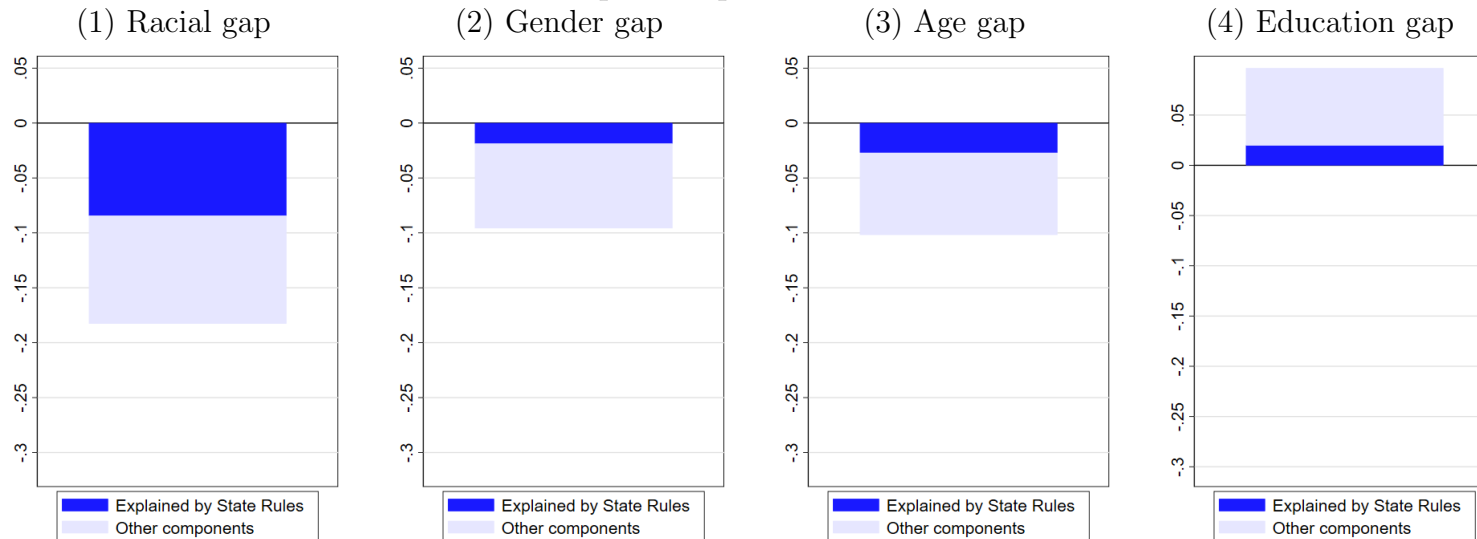 (1) Racial gap
.05
0
-.05
-.1
-.15
-.2
-.25
-.3
Explained by State Rules
Other components
(2) Gender gap
.05
0
-.05
-.1
-.15
-.2
-.25
-.3
Explained by State Rules
Other components
(3) Age gap
.05
0
-.05
-.1
-.15
-.2
-.25
-.3
Explained by State Rules
Other components
(4) Education gap
.05
0
-.05
-.1
-.15
-.2
-.25
-.3
Explained by State Rules
Other components